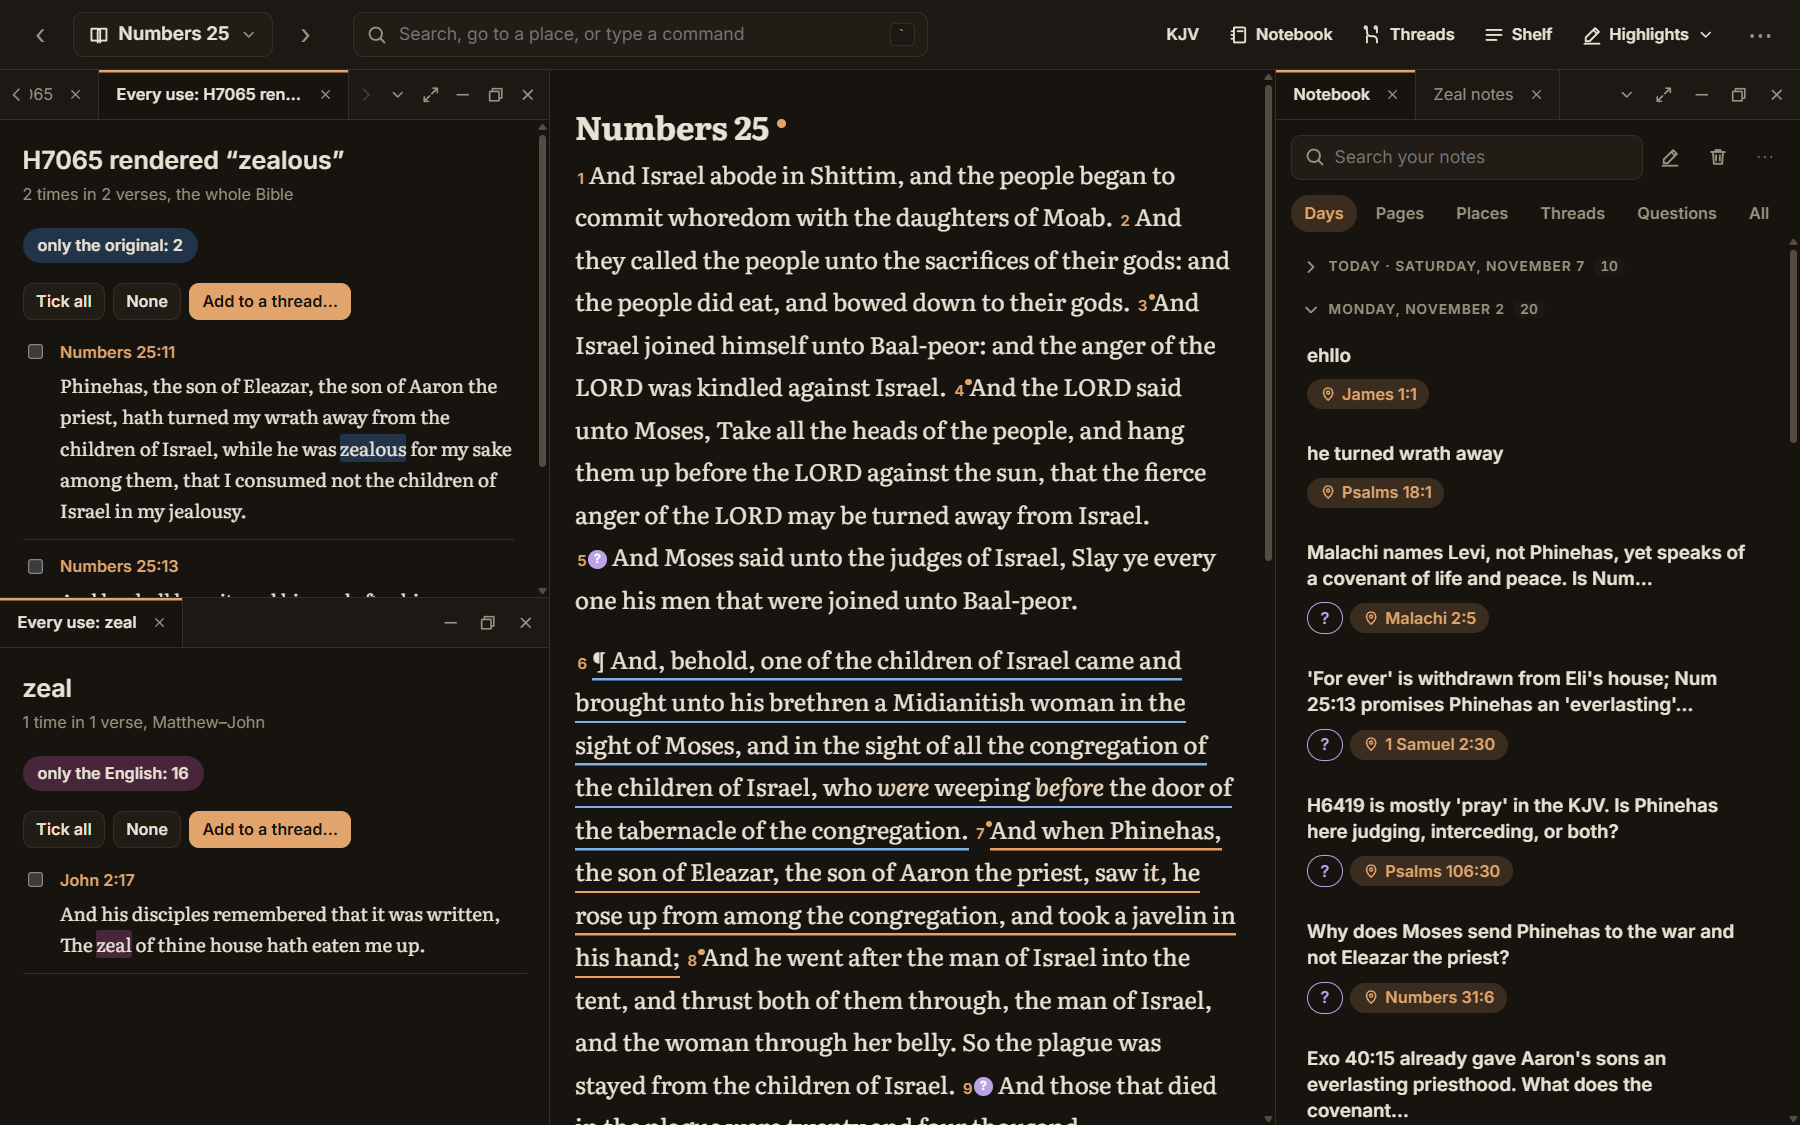 Numbers 25
Search, go to a place, or type a command
`
KJV
Notebook
Threads
Shelf
Highlights
065
Every use: H7065 ren...
H7065 rendered “zealous”
2 times in 2 verses, the whole Bible
only the original: 2
Tick all
None
Add to a thread...
Numbers 25:11
Phinehas, the son of Eleazar, the son of Aaron the
priest, hath turned my wrath away from the
children of Israel, while he was zealous for my sake
among them, that I consumed not the children of
Israel in my jealousy.
Numbers 25:13
Every use: zeal
zeal
1 time in 1 verse, Matthew–John
only the English: 16
Tick all
None
Add to a thread...
John 2:17
And his disciples remembered that it was written,
The zeal of thine house hath eaten me up.
Numbers 25
1 And Israel abode in Shittim, and the people began to
commit whoredom with the daughters of Moab. 2 And
they called the people unto the sacrifices of their gods: and
the people did eat, and bowed down to their gods. 3 And
Israel joined himself unto Baal-peor: and the anger of the
LORD was kindled against Israel. 4 And the LORD said
unto Moses, Take all the heads of the people, and hang
them up before the LORD against the sun, that the fierce
anger of the LORD may be turned away from Israel.
5 ? And Moses said unto the judges of Israel, Slay ye every
one his men that were joined unto Baal-peor.
6 ¶ And, behold, one of the children of Israel came and
brought unto his brethren a Midianitish woman in the
sight of Moses, and in the sight of all the congregation of
the children of Israel, who were weeping before the door of
the tabernacle of the congregation. 7 And when Phinehas,
the son of Eleazar, the son of Aaron the priest, saw it, he
rose up from among the congregation, and took a javelin in
his hand; 8 And he went after the man of Israel into the
tent, and thrust both of them through, the man of Israel,
and the woman through her belly. So the plague was
stayed from the children of Israel. 9 ? And those that died
in the plague were twenty and four thousand.
Notebook
Zeal notes
Search your notes
Days
Pages
Places
Threads
Questions
All
TODAY · SATURDAY, NOVEMBER 7 10
MONDAY, NOVEMBER 2 20
ehllo
James 1:1
he turned wrath away
Psalms 18:1
Malachi names Levi, not Phinehas, yet speaks of
a covenant of life and peace. Is Num...
? Malachi 2:5
'For ever' is withdrawn from Eli's house; Num
25:13 promises Phinehas an 'everlasting'...
? 1 Samuel 2:30
H6419 is mostly 'pray' in the KJV. Is Phinehas
here judging, interceding, or both?
? Psalms 106:30
Why does Moses send Phinehas to the war and
not Eleazar the priest?
? Numbers 31:6
Exo 40:15 already gave Aaron's sons an
everlasting priesthood. What does the
covenant...